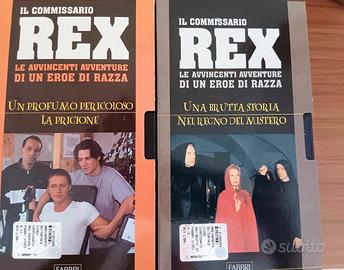 IL COMMISSARIO
REX
LE AVVINCENTI AVVENTURE
DI UN EROE DI RAZZA
UN PROFUMO PERICOLOSO
LA PRIGIONE
FABBRI
IL COMMISSARIO
REX
LE AVVINCENTI AVVENTURE
DI UN EROE DI RAZZA
UNA BRUTTA STORIA
NEL REGNO DEL MISTERO
FABBRI
subito